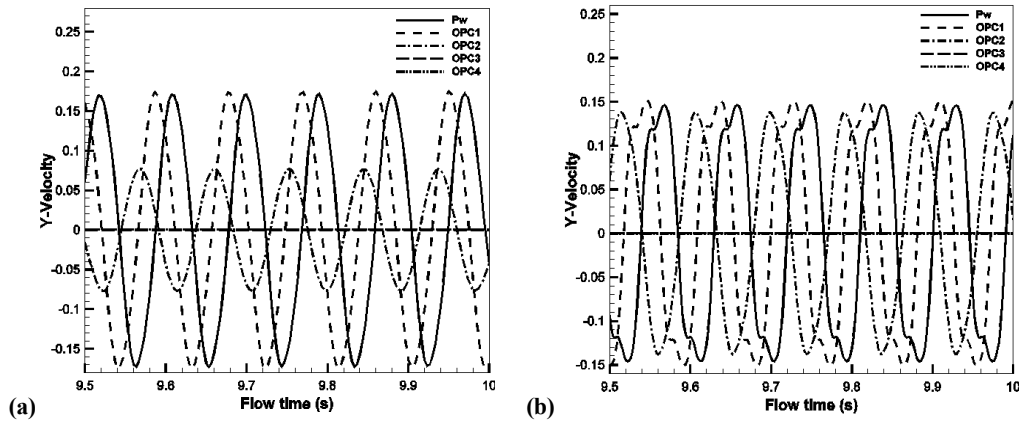 Pw
OPC1
OPC2
OPC3
OPC4
0.25
0.2
0.15
0.1
0.05
0
-0.05
-0.1
-0.15
Y-Velocity
9.5
9.6
9.7
9.8
9.9
10
Flow time (s)
(a)
Pw
OPC1
OPC2
OPC3
OPC4
0.25
0.2
0.15
0.1
0.05
0
-0.05
-0.1
-0.15
Y-Velocity
9.5
9.6
9.7
9.8
9.9
10
Flow time (s)
(b)